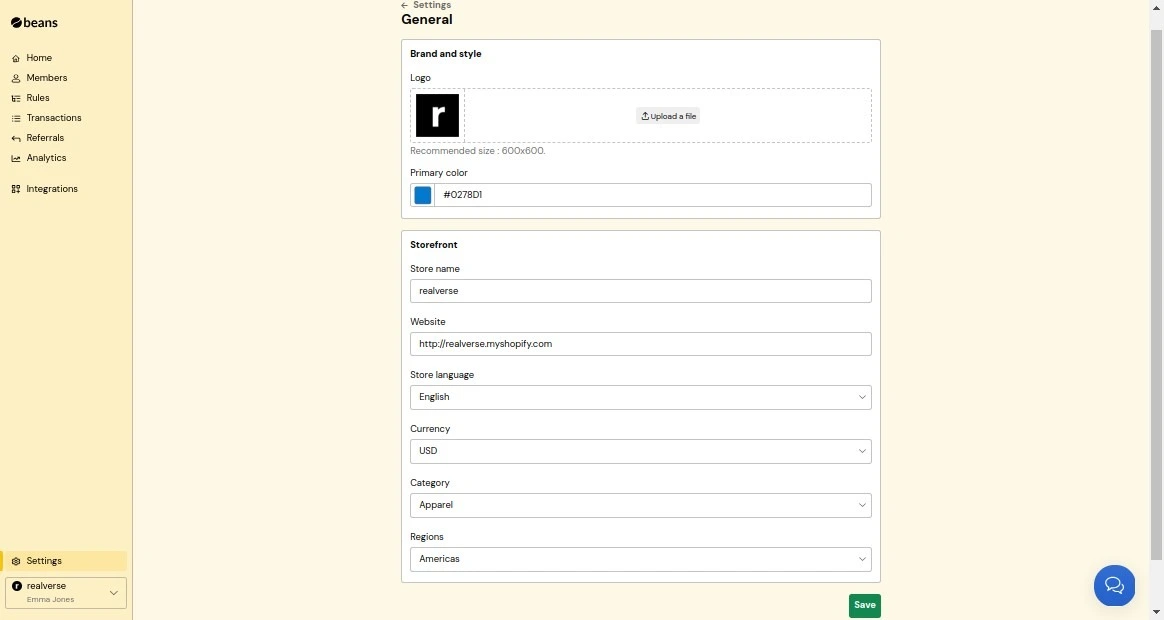 beans
Home
Members
Rules
Transactions
Referrals
Analytics
Integrations
Settings
realverse
Emma Jones
Settings
General
Brand and style
Logo
r
Upload a file
Recommended size : 600x600.
Primary color
#0278D1
Storefront
Store name
realverse
Website
http://realverse.myshopify.com
Store language
English
Currency
USD
Category
Apparel
Regions
Americas
Save